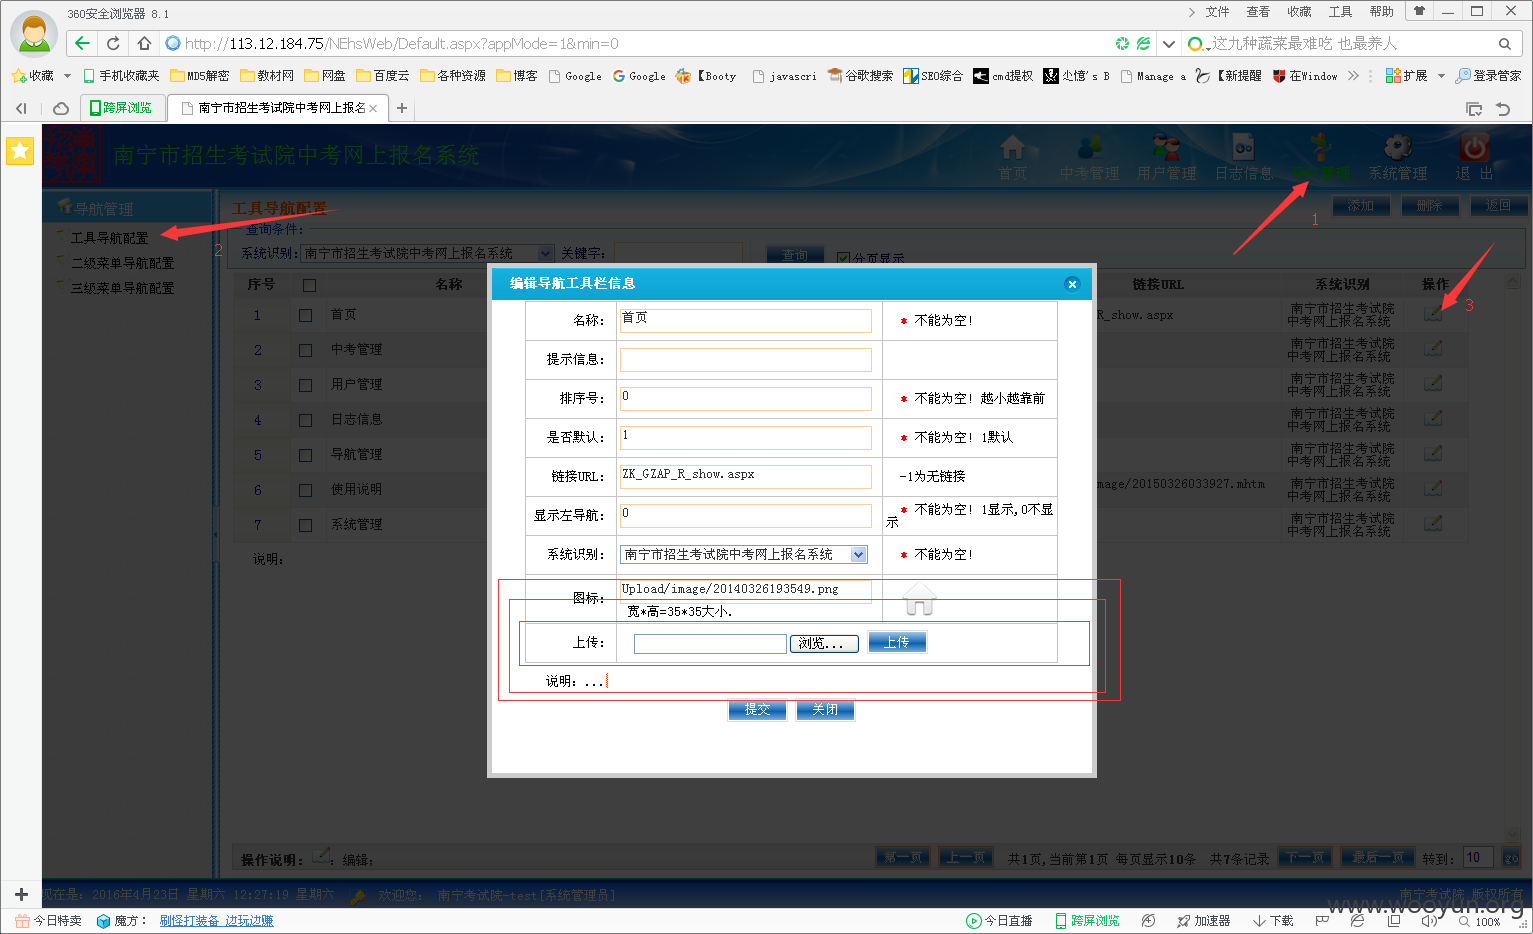 360安全浏览器 8.1
文件 查看 收藏 工具 帮助
http://113.12.184.75/NEhsWeb/Default.aspx?appMode=1&min=0
这九种蔬菜最难吃 也最养人
收藏 手机收藏夹 MD5解密 教材网 网盘 百度云 各种资源 博客 Google Google 【Booty javascri 谷歌搜索 SEO综合 cmd提权 Manage a 【新提醒 在Window 扩展 登录管家
跨屏浏览 南宁市招生考试院中考网上报名
南宁市招生考试院中考网上报名系统
首页 中考管理 用户管理 日志信息 系统管理 退 出
导航管理
工具导航配置
添加 删除 返回
1
工具导航配置
2
查询条件:
二级菜单导航配置
三级菜单导航配置
系统识别: 南宁市招生考试院中考网上报名系统 关键字: 查询 分页显示
序号 名称 链接URL 系统识别 操作
3
1 首页 R_show.aspx 南宁市招生考试院
中考网上报名系统
2 中考管理 南宁市招生考试院
中考网上报名系统
3 用户管理 南宁市招生考试院
中考网上报名系统
4 日志信息 南宁市招生考试院
中考网上报名系统
5 导航管理 南宁市招生考试院
中考网上报名系统
6 使用说明 mage/20150326033927.mhtm 南宁市招生考试院
中考网上报名系统
7 系统管理 南宁市招生考试院
中考网上报名系统
说明:
编辑导航工具栏信息
名称: 首页 * 不能为空!
提示信息:
排序号: 0 * 不能为空! 越小越靠前
是否默认: 1 * 不能为空! 1默认
链接URL: ZK_GZAP_R_show.aspx -1为无链接
显示左导航: 0 * 不能为空! 1显示,0不显
示
系统识别: 南宁市招生考试院中考网上报名系统 * 不能为空!
图标: Upload/image/20140326193549.png
宽*高=35*35大小.
上传: 浏览... 上传
说明: ...
提交 关闭
操作说明: : 编辑;
第一页 上一页 共1页,当前第1页 每页显示10条 共7条记录 下一页 最后一页 转到: 10 go
现在是: 2016年4月23日 星期六 12:27:19 星期六 欢迎您: 南宁考试院-test[系统管理员]
南宁考试院 版权所有
www.wooyun.org
今日特卖 魔方: 刷怪打装备 边玩边赚
今日直播 跨屏浏览 加速器 下载 100%